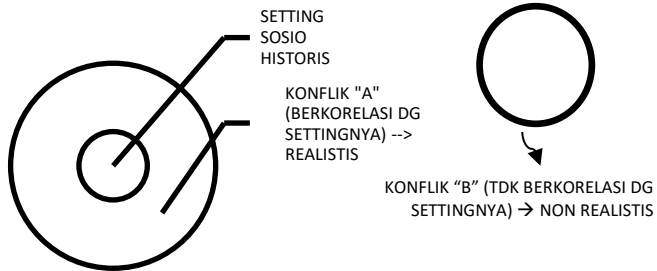 SETTING
SOSIO
HISTORIS
KONFLIK "A"
(BERKORELASI DG
SETTINGNYA) -->
REALISTIS
KONFLIK “B” (TDK BERKORELASI DG
SETTINGNYA) → NON REALISTIS